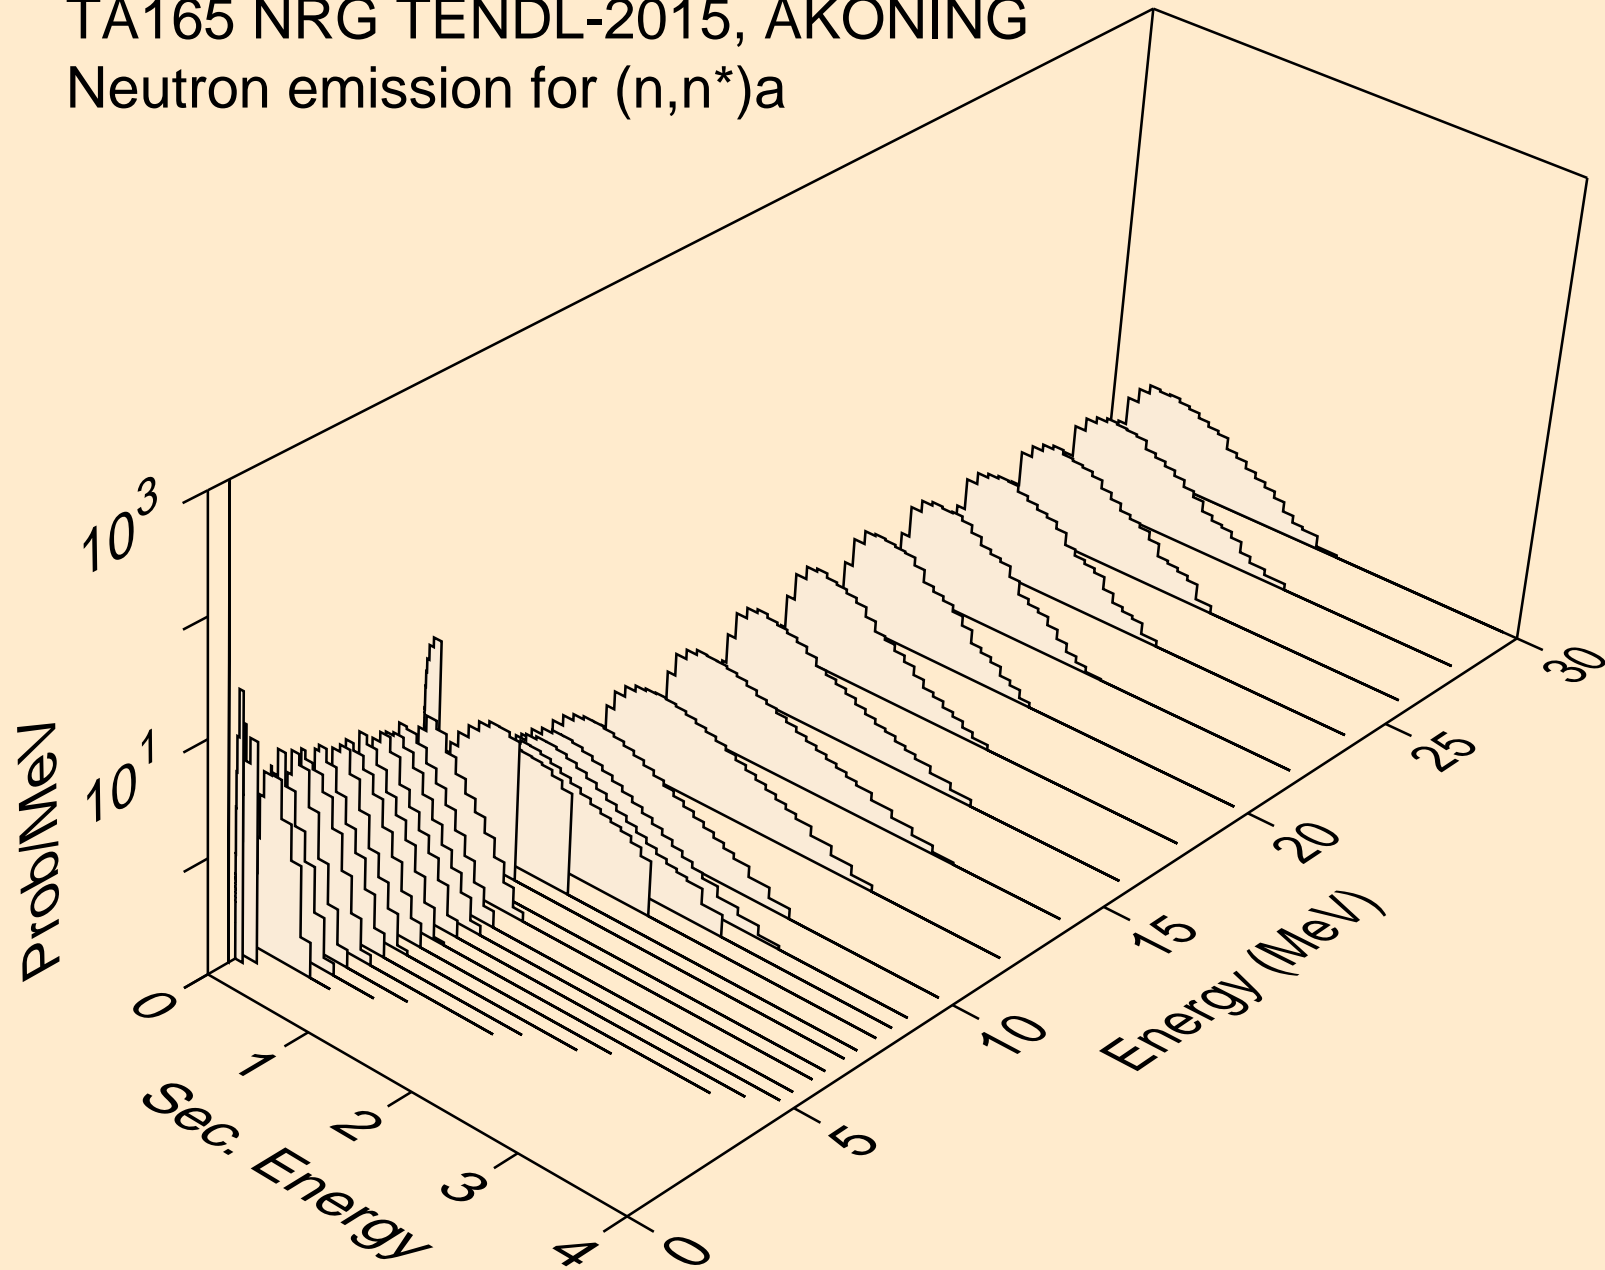 TA165 NRG TENDL-2015, AKONING
Neutron emission for (n,n*)a
10^3
10^1
Prob/MeV
0
1
2
3
4
Sec. Energy
0
5
10
15
20
25
30
Energy (MeV)